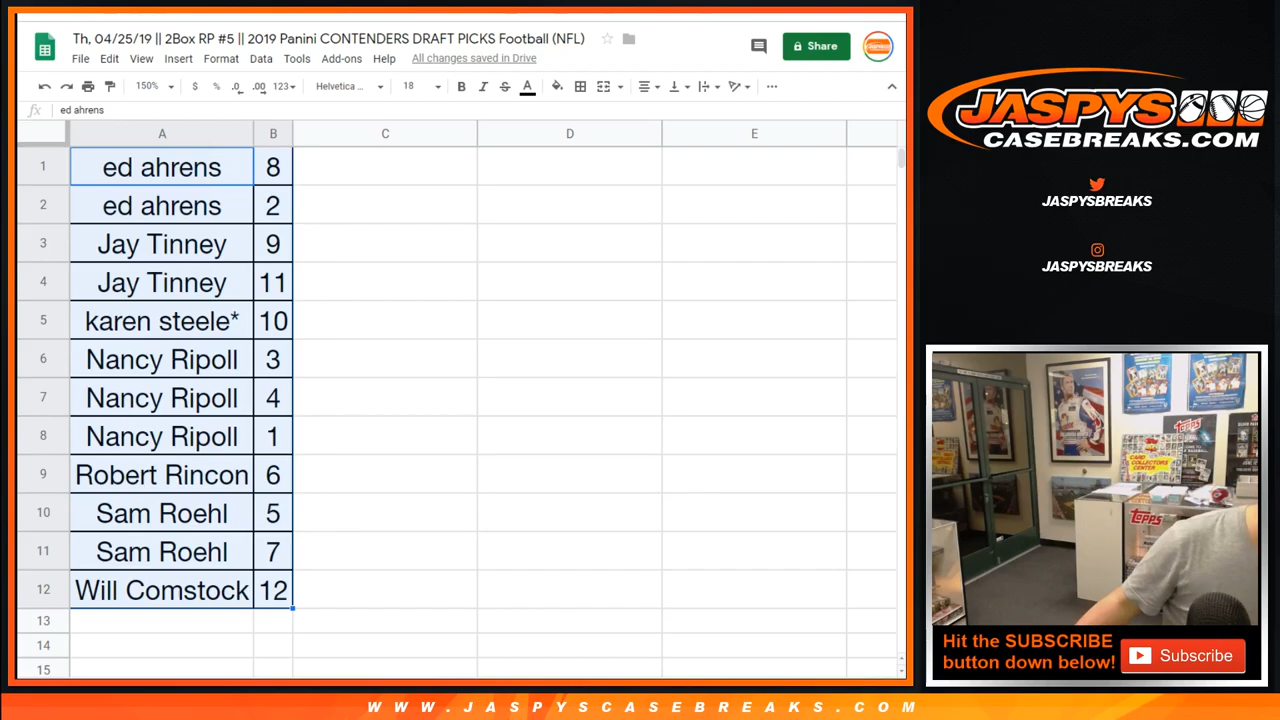 Th, 04/25/19 || 2Box RP #5 || 2019 Panini CONTENDERS DRAFT PICKS Football (NFL)
File Edit View Insert Format Data Tools Add-ons Help All changes saved in Drive
Share
150% $ % .0 .00 123 Helvetica ... 18 B I S A
fx ed ahrens
A B C D E
1 ed ahrens 8
2 ed ahrens 2
3 Jay Tinney 9
4 Jay Tinney 11
5 karen steele* 10
6 Nancy Ripoll 3
7 Nancy Ripoll 4
8 Nancy Ripoll 1
9 Robert Rincon 6
10 Sam Roehl 5
11 Sam Roehl 7
12 Will Comstock 12
13
14
15
JASPYS
CASEBREAKS.COM
JASPYSBREAKS
JASPYSBREAKS
TOPPS
CARD COLLECTORS CENTER
TOPPS
Hit the SUBSCRIBE
button down below!
Subscribe
WWW.JASPYSCASEBREAKS.COM